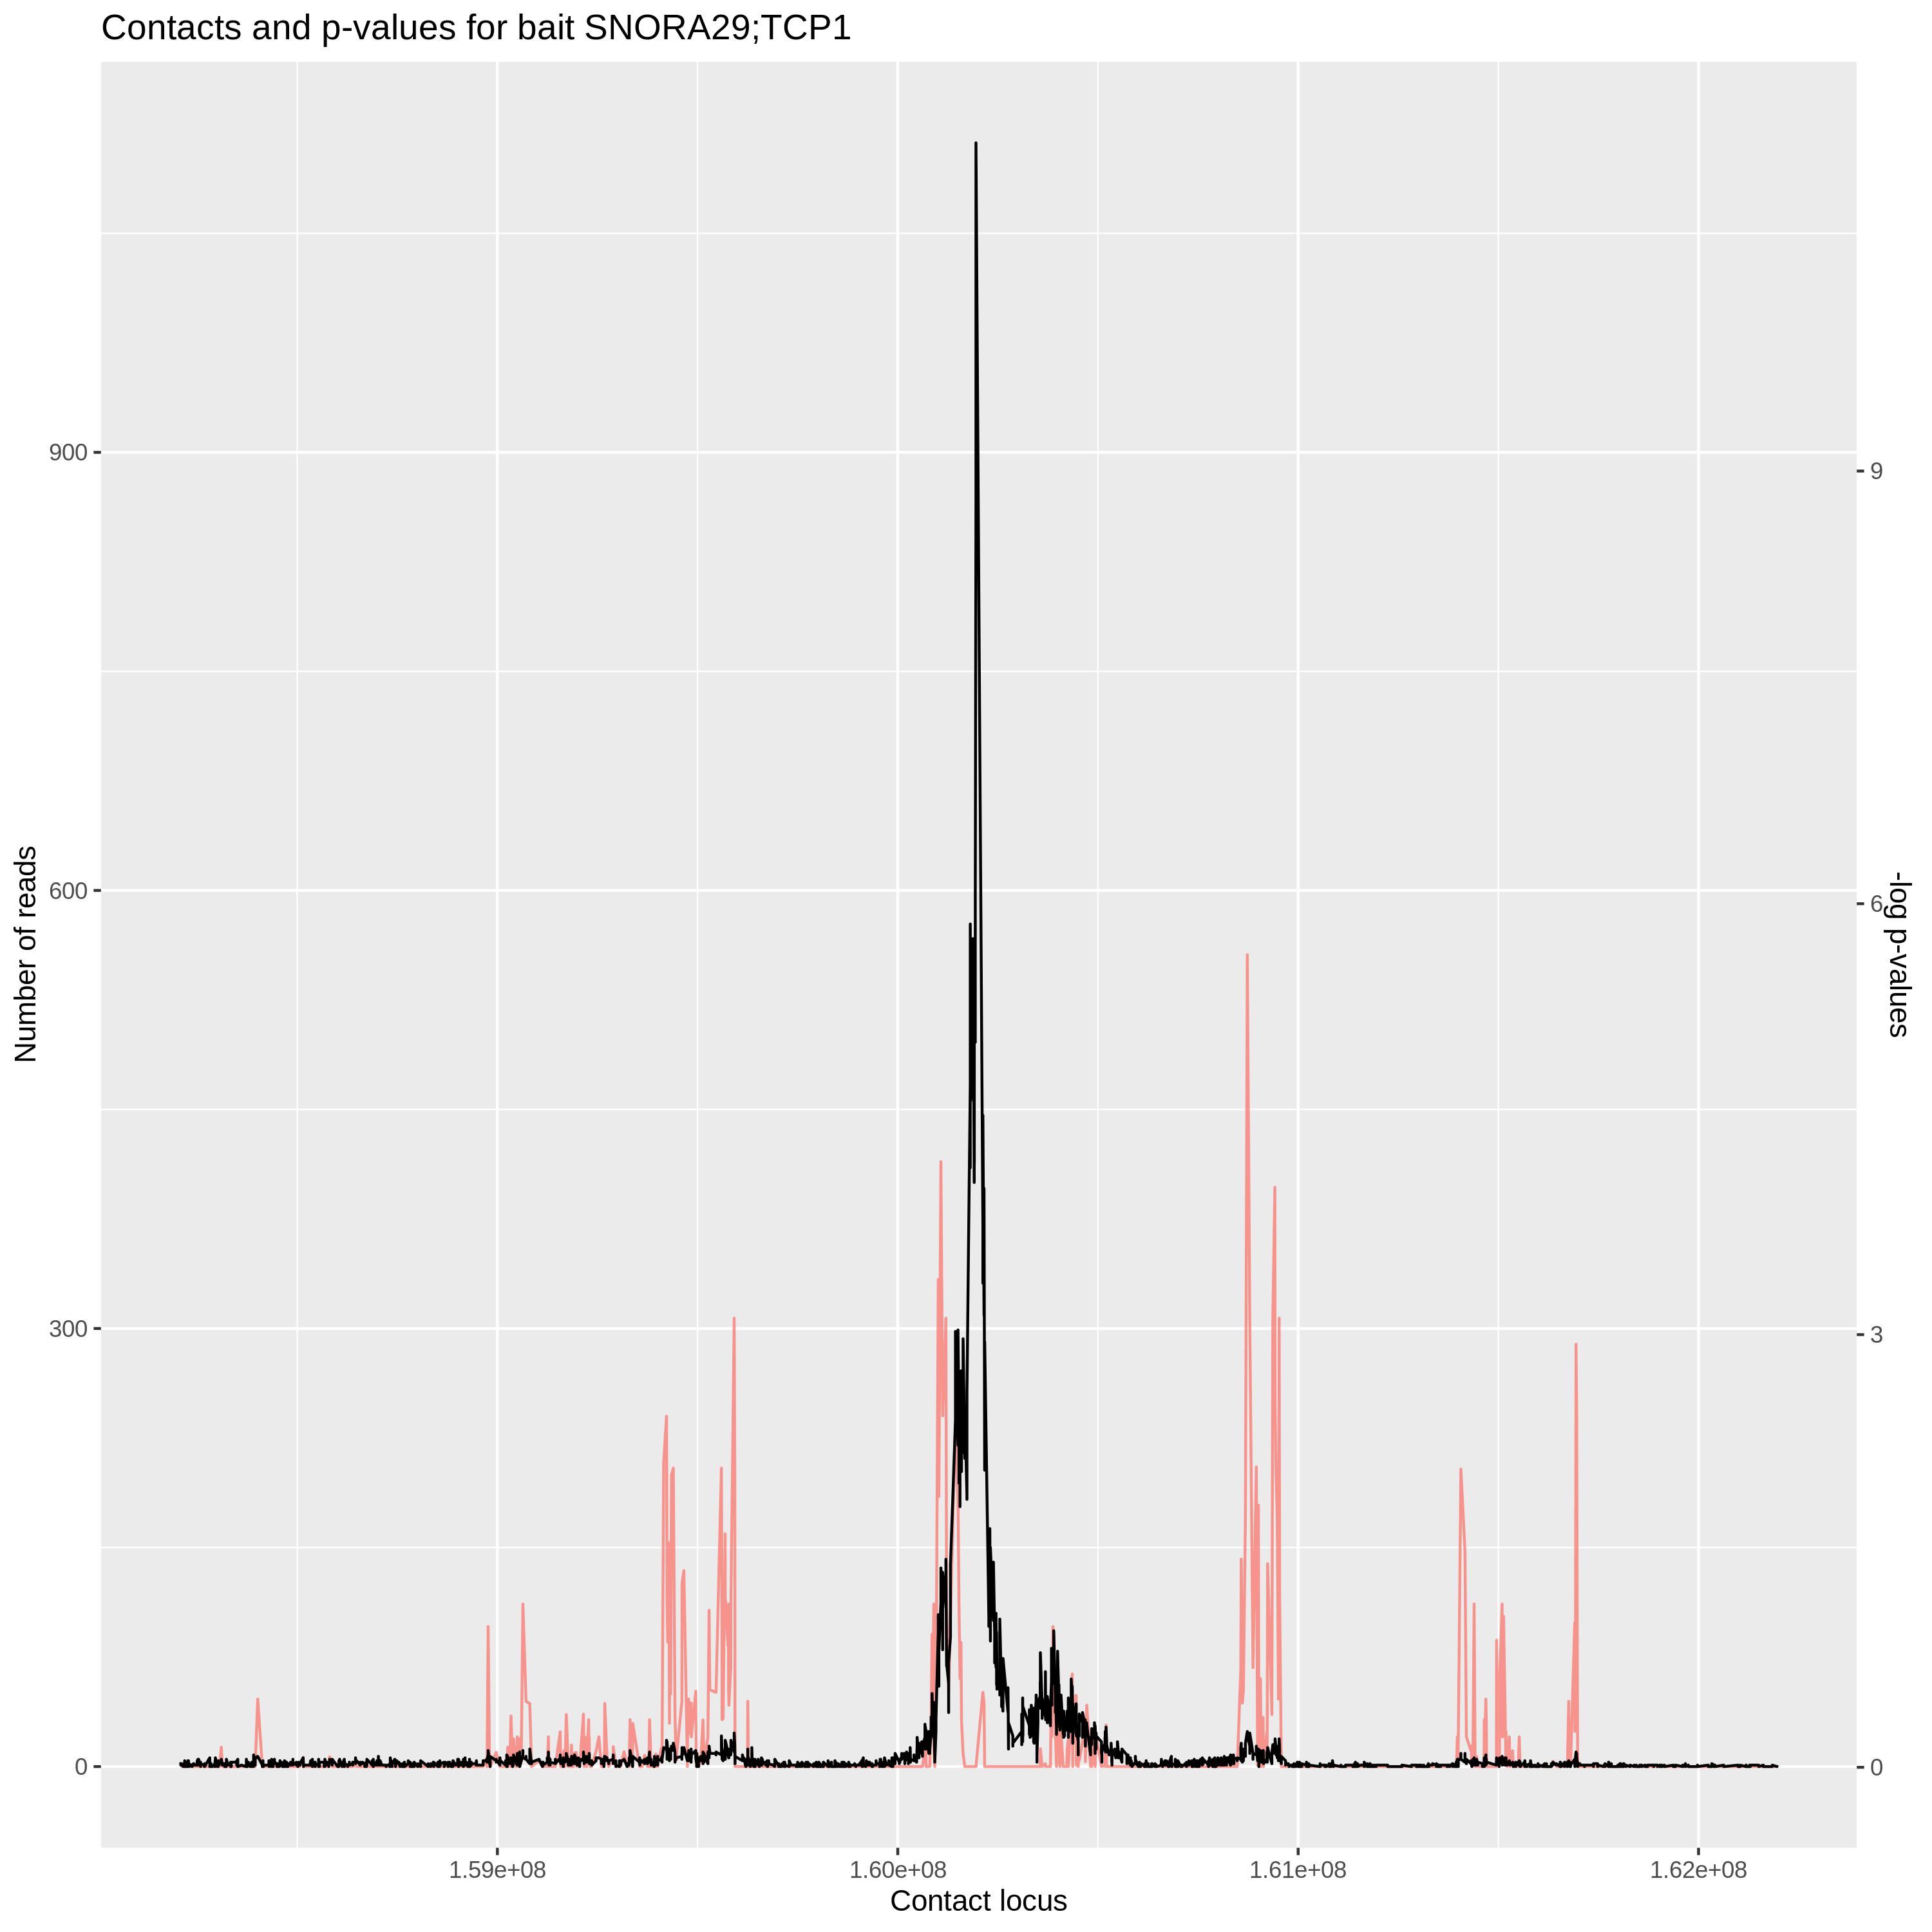 Contacts and p-values for bait SNORA29;TCP1
Number of reads
900
600
300
0
9
6
3
0
-log p-values
1.59e+08
1.60e+08
1.61e+08
1.62e+08
Contact locus